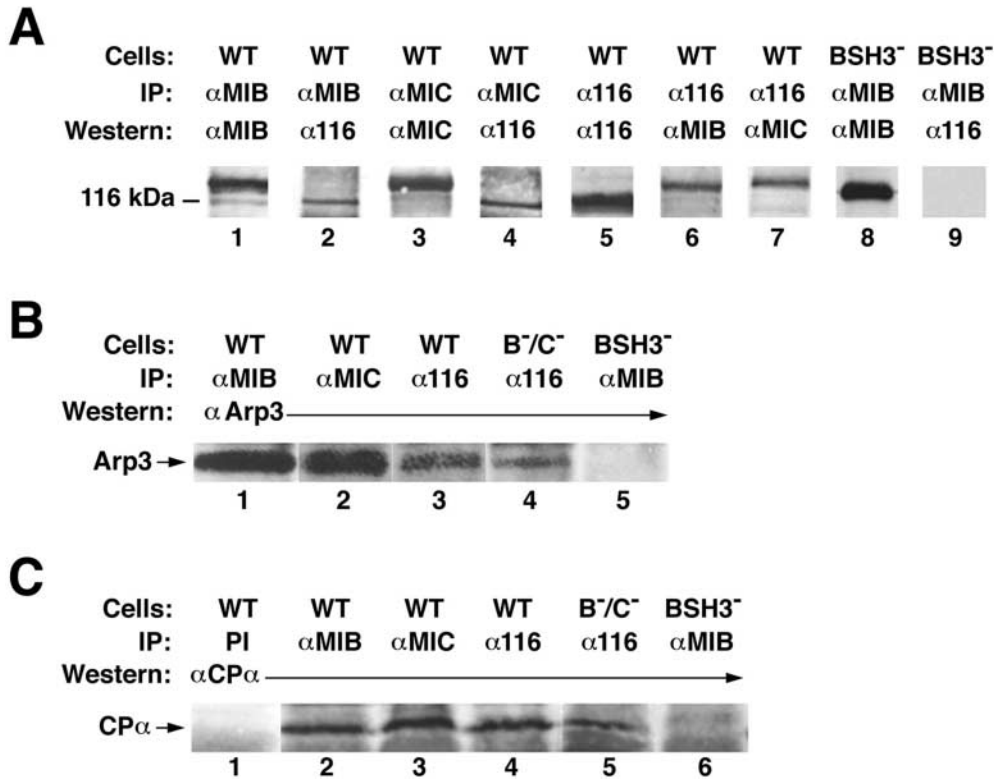 A
Cells: WT WT WT WT WT WT WT BSH3⁻ BSH3⁻
IP: αMIB αMIB αMIC αMIC α116 α116 α116 αMIB αMIB
Western: αMIB α116 αMIC α116 α116 αMIB αMIC αMIB α116
116 kDa
1 2 3 4 5 6 7 8 9
B
Cells: WT WT WT B⁻/C⁻ BSH3⁻
IP: αMIB αMIC α116 α116 αMIB
Western: α Arp3
Arp3
1 2 3 4 5
C
Cells: WT WT WT WT B⁻/C⁻ BSH3⁻
IP: PI αMIB αMIC α116 α116 αMIB
Western: αCPα
CPα
1 2 3 4 5 6